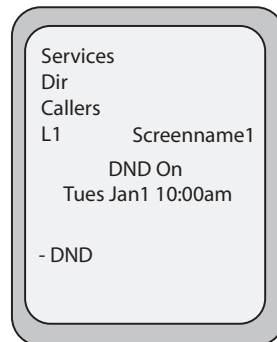 Services
Dir
Callers
L1 Screenname1
DND On
Tues Jan1 10:00am
- DND